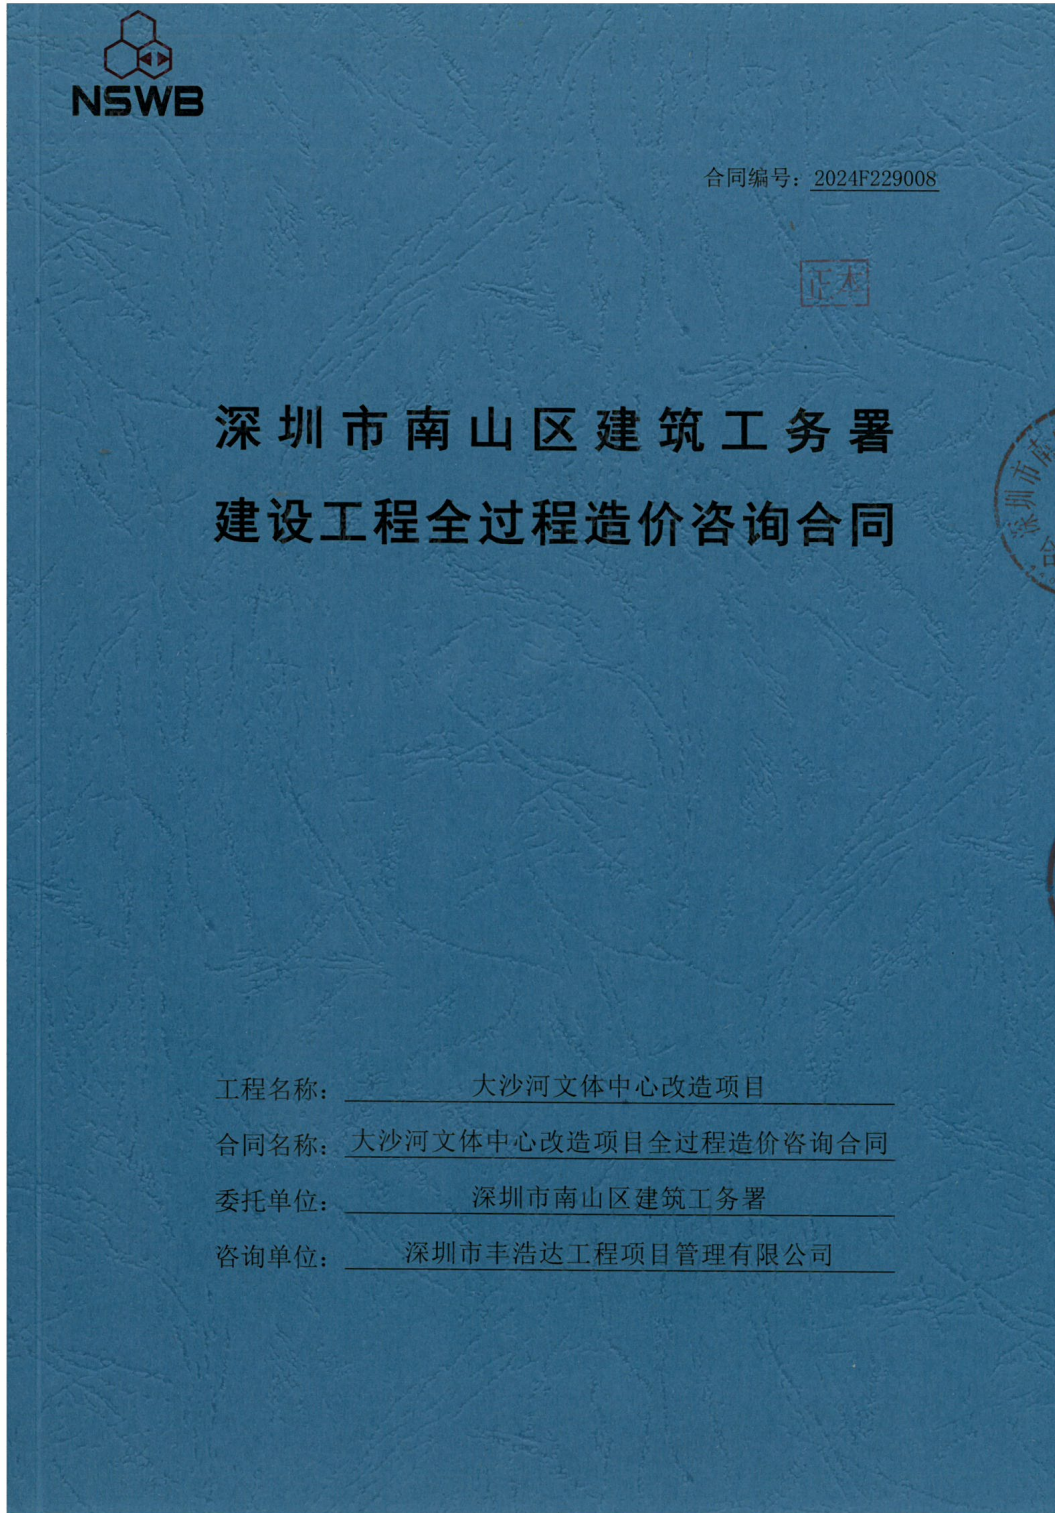 NSWB
合同编号：2024F229008
正本
深圳市南山区建筑工务署
建设工程全过程造价咨询合同
深圳市南
合
工程名称：大沙河文体中心改造项目
合同名称：大沙河文体中心改造项目全过程造价咨询合同
委托单位：深圳市南山区建筑工务署
咨询单位：深圳市丰浩达工程项目管理有限公司